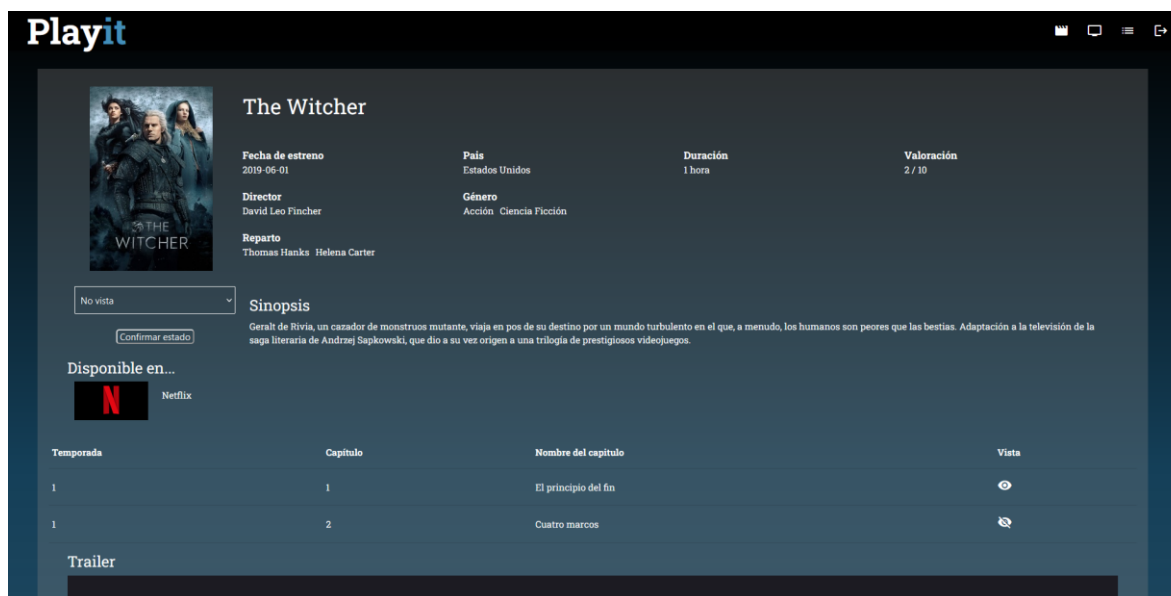 Playit
The Witcher
Fecha de estreno
2019-06-01
País
Estados Unidos
Duración
1 hora
Valoración
2 / 10
Director
David Leo Fincher
Género
Acción Ciencia Ficción
Reparto
Thomas Hanks Helena Carter
THE
WITCHER
No vista
Confirmar estado
Sinopsis
Geralt de Rivia, un cazador de monstruos mutante, viaja en pos de su destino por un mundo turbulento en el que, a menudo, los humanos son peores que las bestias. Adaptación a la televisión de la
saga literaria de Andrzej Sapkowski, que dio a su vez origen a una trilogía de prestigiosos videojuegos.
Disponible en...
N
Netflix
Temporada Capítulo Nombre del capitulo Vista
1 1 El principio del fin
1 2 Cuatro marcos
Trailer